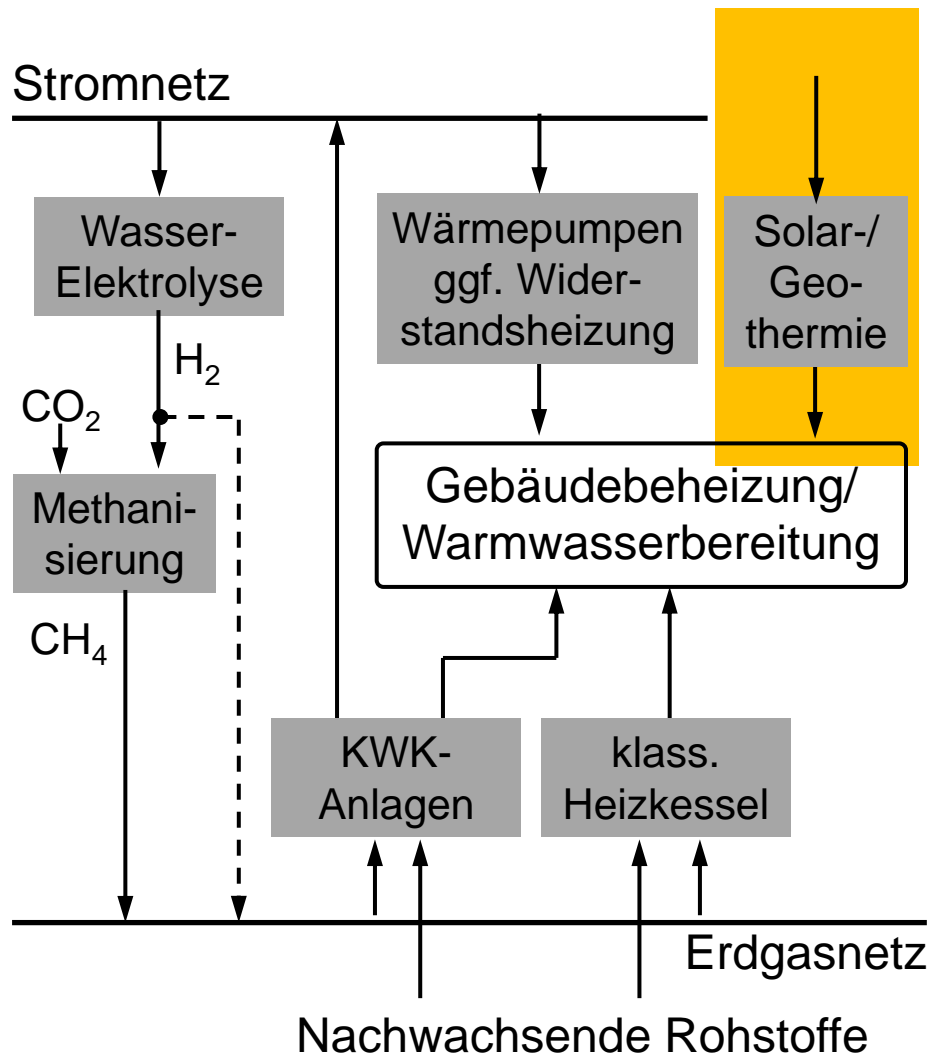 Stromnetz
Wasser-
Elektrolyse
Wärmepumpen
ggf. Wider-
standsheizung
Solar-/
Geo-
thermie
H₂
CO₂
Methani-
sierung
Gebäudebeheizung/
Warmwasserbereitung
CH₄
KWK-
Anlagen
klass.
Heizkessel
Erdgasnetz
Nachwachsende Rohstoffe